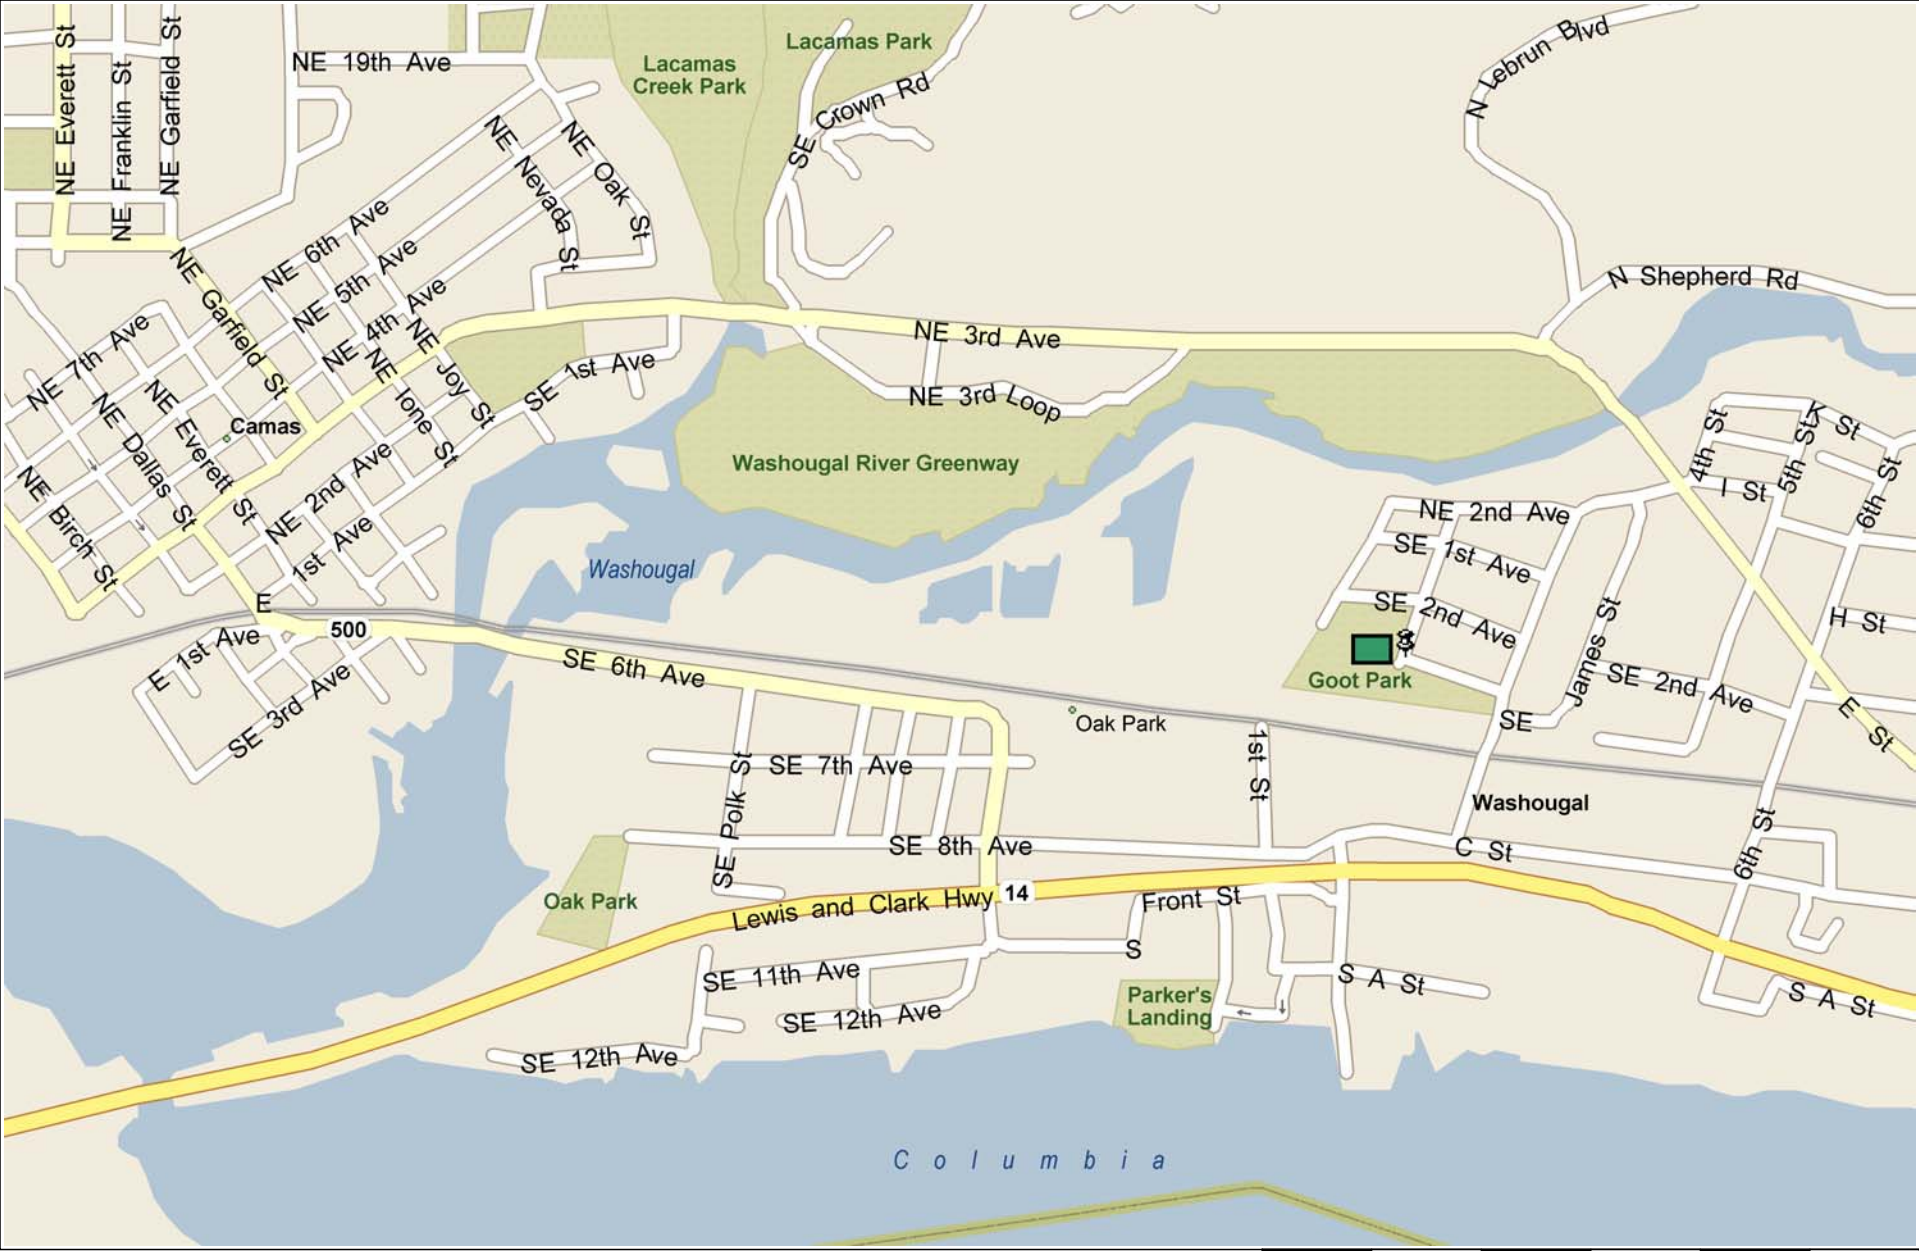 NE Everett St
NE Franklin St
NE Garfield St
NE 19th Ave
Lacamas
Creek Park
Lacamas Park
SE Crown Rd
N Lebrun Blvd
NE Nevada St
NE Oak St
NE 6th Ave
NE 5th Ave
NE 4th Ave
NE Garfield St
N Shepherd Rd
NE 7th Ave
NE Joy St
NE Ione St
SE 1st Ave
NE 3rd Ave
NE 3rd Loop
NE Dallas St
NE Everett St
Camas
NE Birch St
NE 2nd Ave
1st Ave
Washougal River Greenway
Washougal
4th St
5th St
K St
6th St
I St
NE 2nd Ave
SE 1st Ave
SE 2nd Ave
H St
E
500
E 1st Ave
SE 3rd Ave
SE 6th Ave
Goot Park
James St
SE 2nd Ave
SE
E St
Oak Park
1st St
SE 7th Ave
SE Polk St
SE 8th Ave
Washougal
C St
6th St
Oak Park
Lewis and Clark Hwy
14
Front St
S
SE 11th Ave
S A St
Parker's
Landing
SE 12th Ave
S A St
SE 12th Ave
Columbia